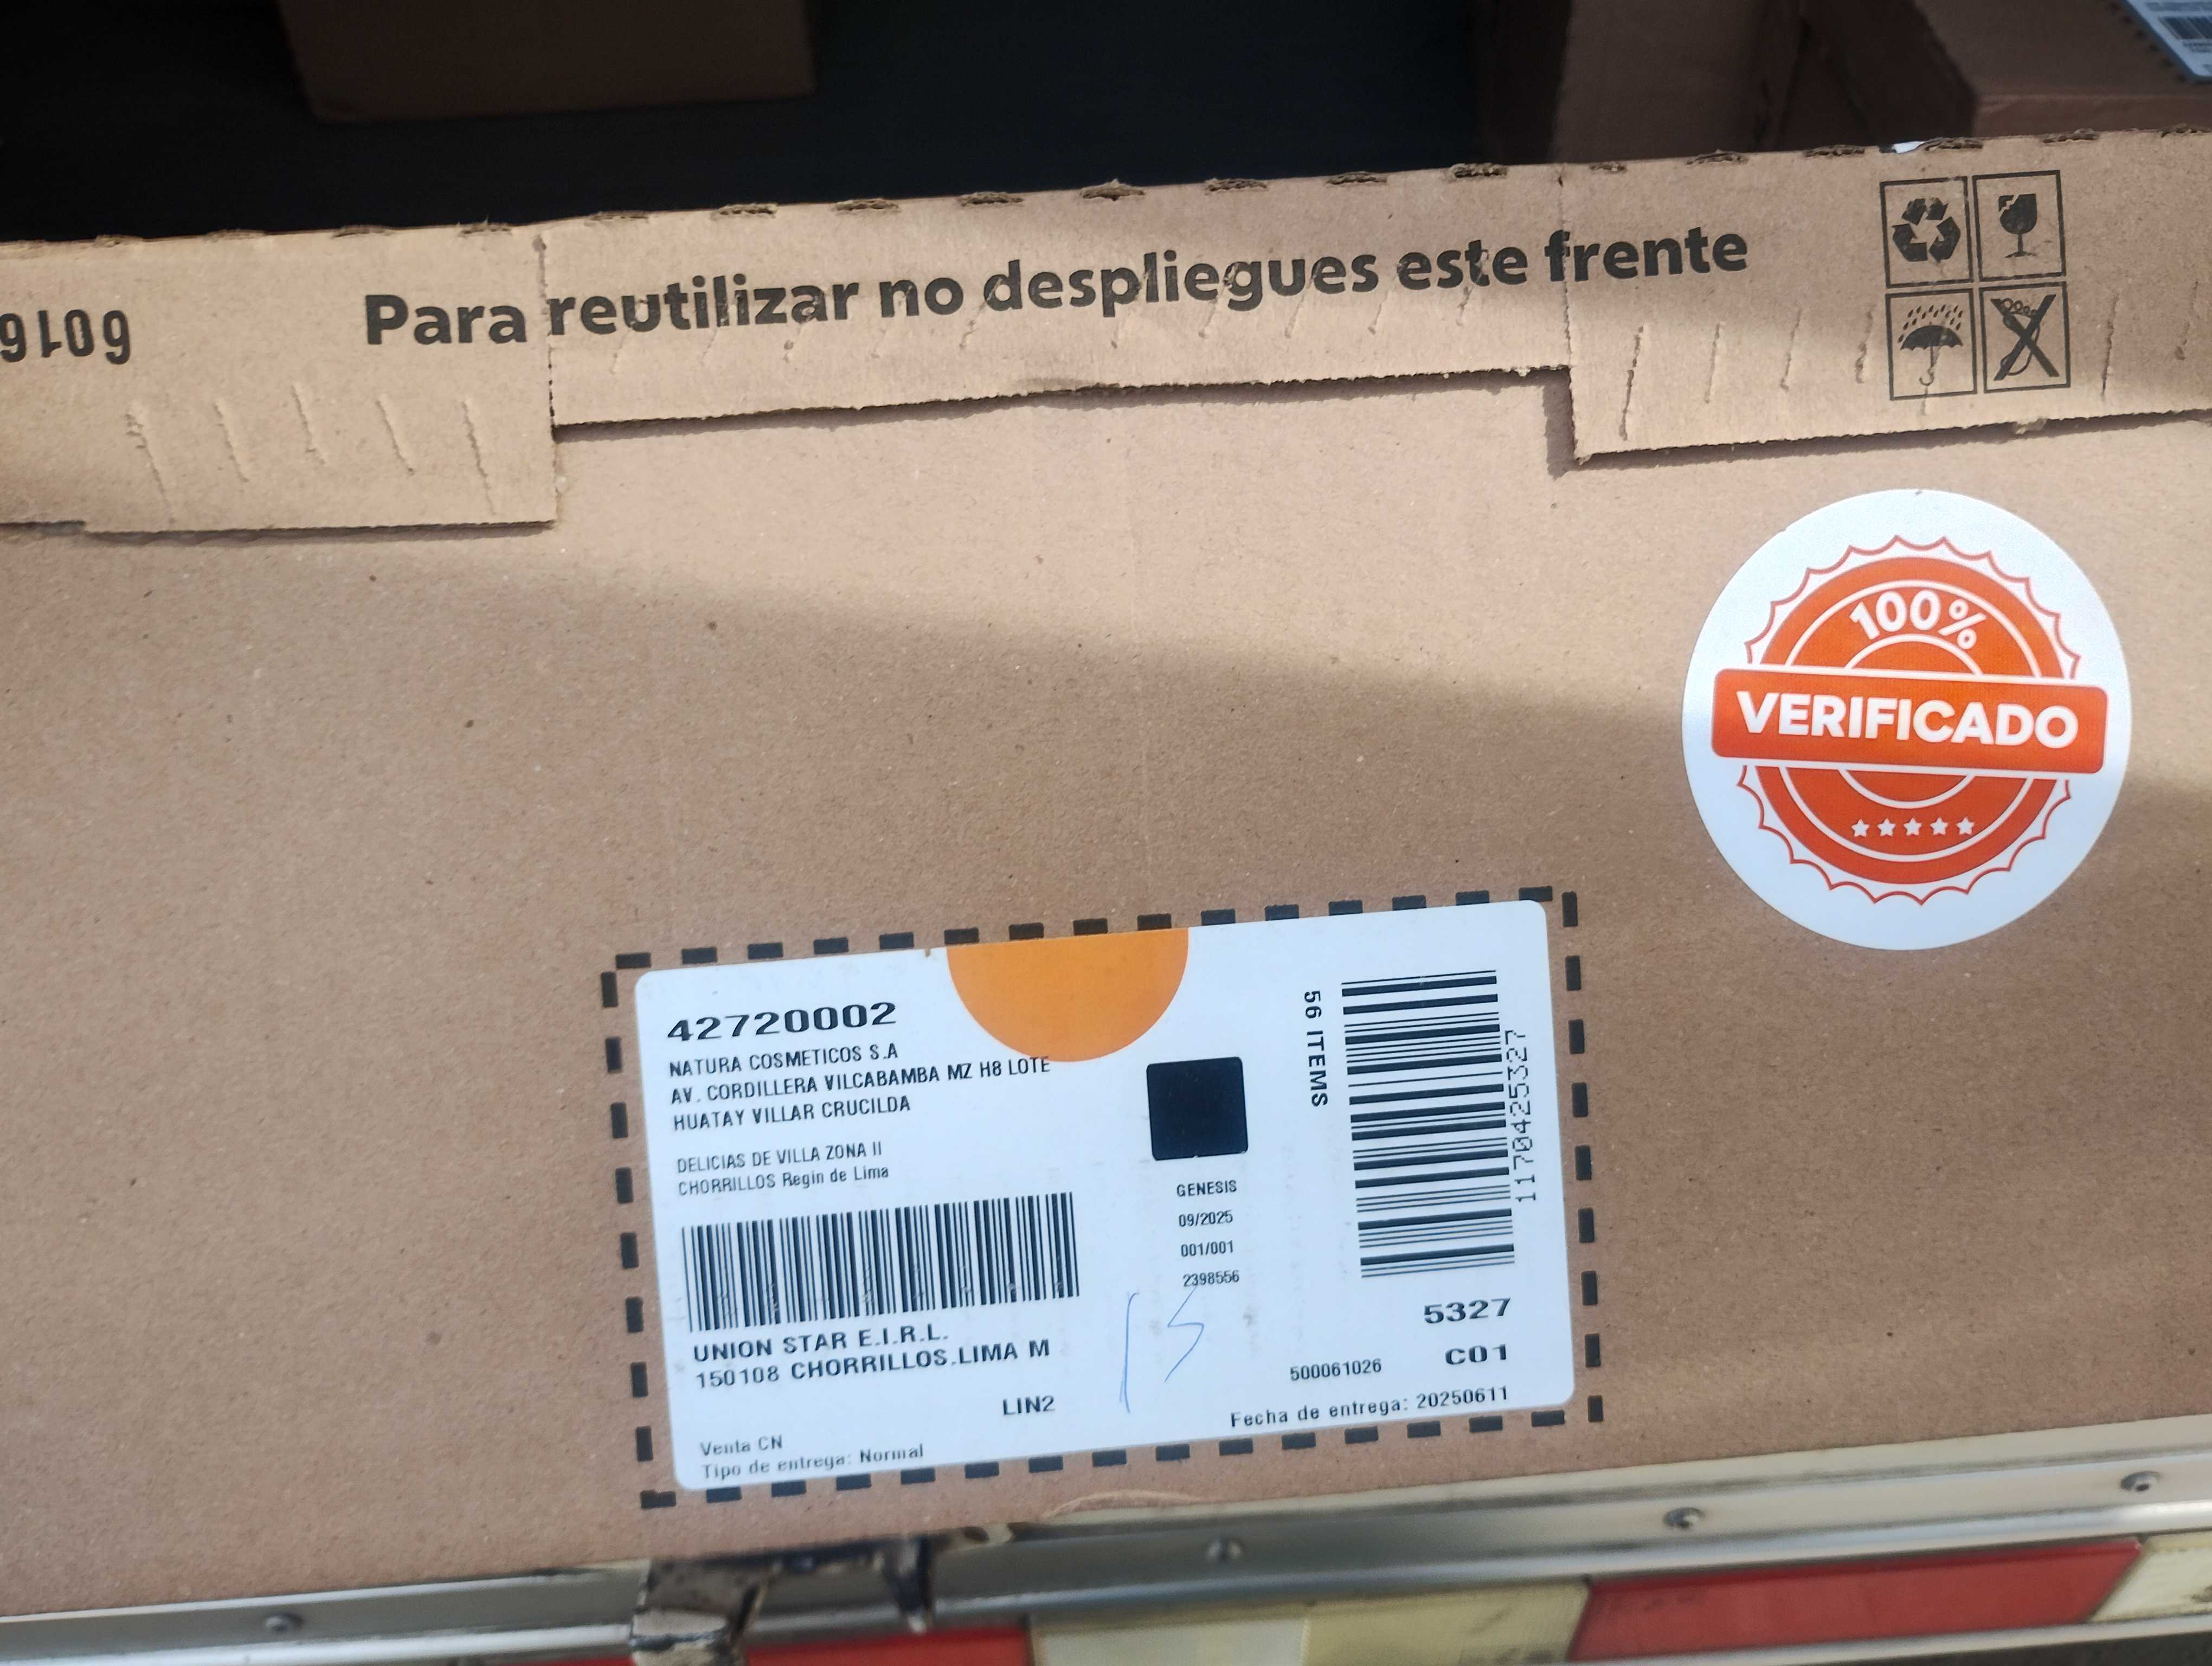 Para reutilizar no despliegues este frente
6016
100%
VERIFICADO
42720002
NATURA COSMETICOS S.A
AV. CORDILLERA VILCABAMBA MZ H8 LOTE
HUATAY VILLAR CRUCILDA
DELICIAS DE VILLA ZONA II
CHORRILLOS Regin de Lima
UNION STAR E.I.R.L.
150108 CHORRILLOS.LIMA M
LIN2
Venta CN
Tipo de entrega: Normal
GENESIS
09/2025
001/001
2398556
15
56 ITEMS
11704253​27
5327
C01
500061026
Fecha de entrega: 20250611